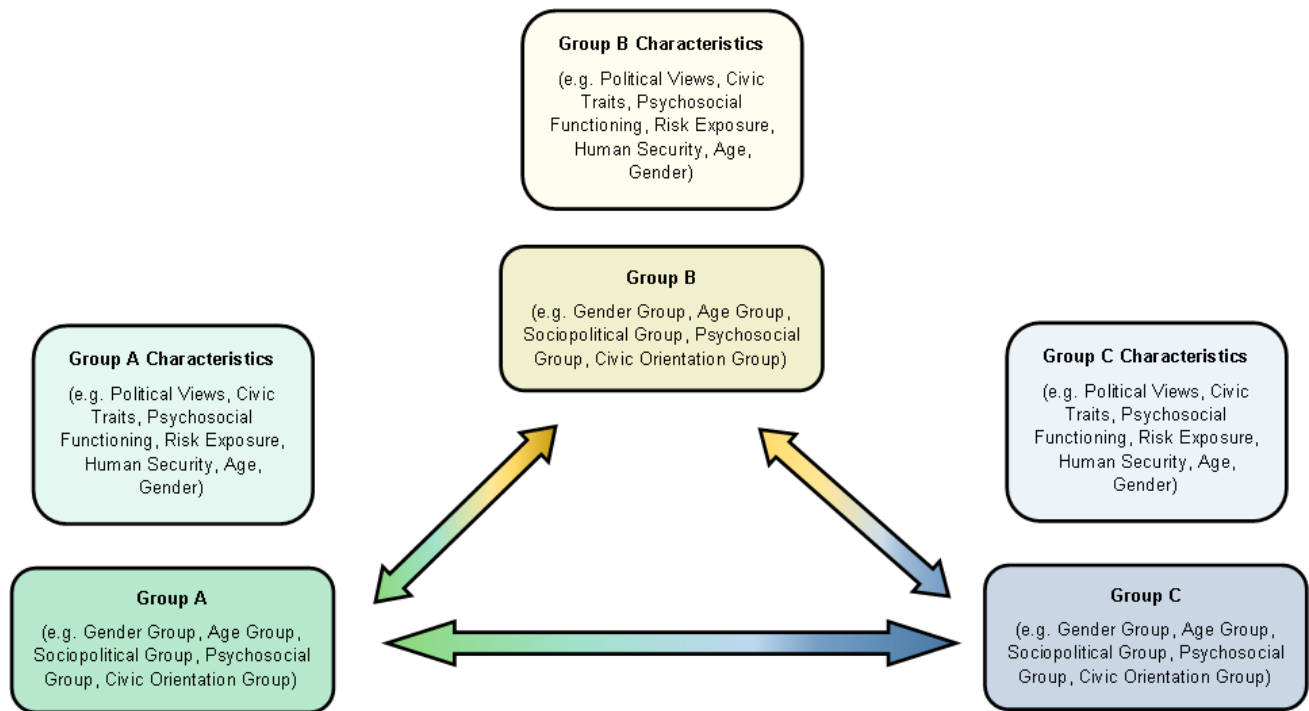 Group B Characteristics
(e.g. Political Views, Civic
Traits, Psychosocial
Functioning, Risk Exposure,
Human Security, Age,
Gender)
Group B
(e.g. Gender Group, Age Group,
Sociopolitical Group, Psychosocial
Group, Civic Orientation Group)
Group A Characteristics
(e.g. Political Views, Civic
Traits, Psychosocial
Functioning, Risk Exposure,
Human Security, Age,
Gender)
Group C Characteristics
(e.g. Political Views, Civic
Traits, Psychosocial
Functioning, Risk Exposure,
Human Security, Age,
Gender)
Group A
(e.g. Gender Group, Age Group,
Sociopolitical Group, Psychosocial
Group, Civic Orientation Group)
Group C
(e.g. Gender Group, Age Group,
Sociopolitical Group, Psychosocial
Group, Civic Orientation Group)